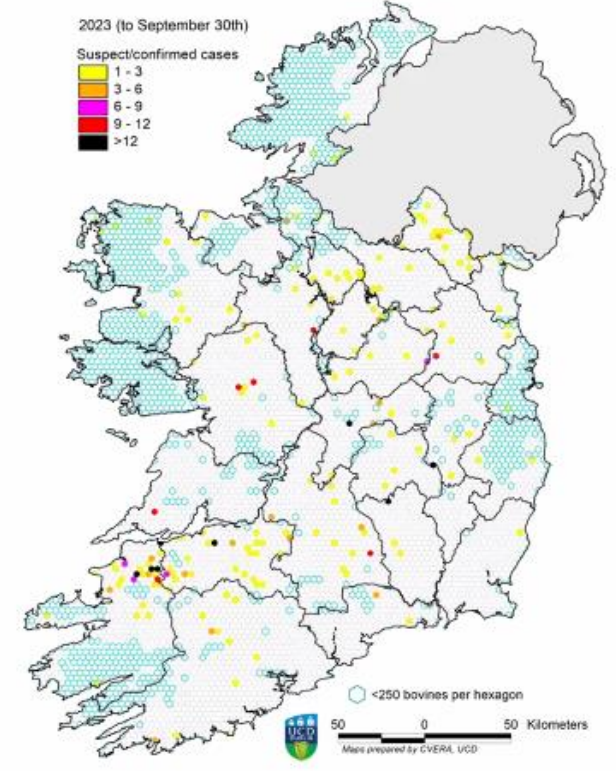 2023 (to September 30th)
Suspect/confirmed cases
1 - 3
3 - 6
6 - 9
9 - 12
>12
<250 bovines per hexagon
UCD
DUBLIN
50 0 50 Kilometers
Maps prepared by CVERA, UCD